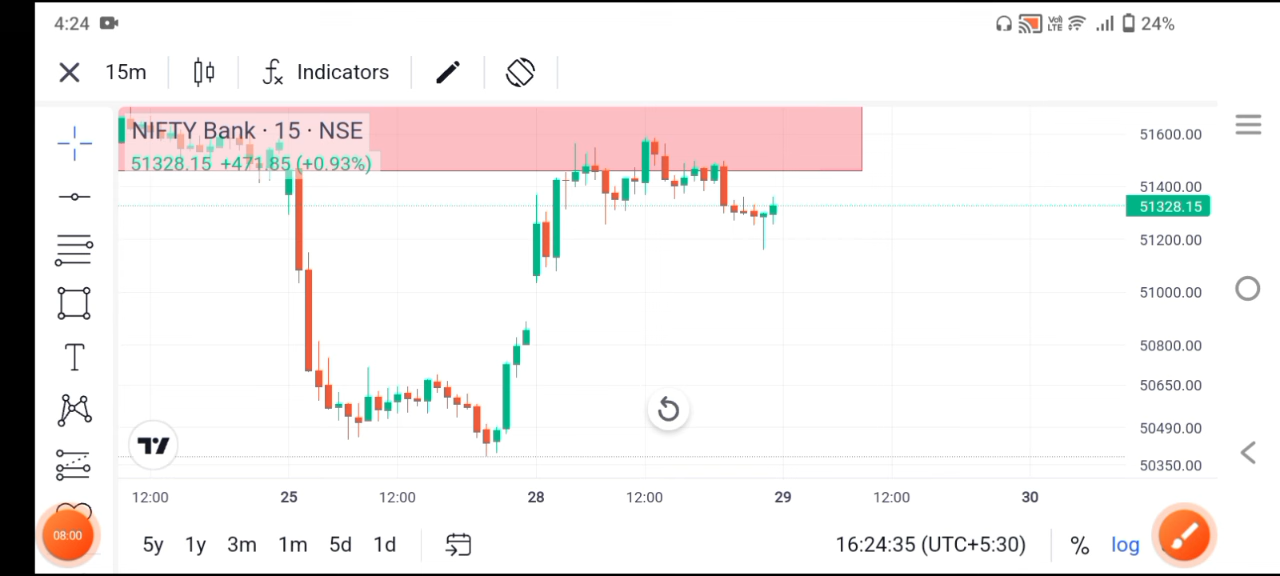 4:24 Vol LTE 24%
15m fx Indicators
NIFTY Bank · 15 · NSE
51328.15 +471.85 (+0.93%)
51600.00
51400.00
51328.15
51200.00
51000.00
50800.00
50650.00
50490.00
50350.00
T
12:00 25 12:00 28 12:00 29 12:00 30
08:00
5y 1y 3m 1m 5d 1d 16:24:35 (UTC+5:30) % log